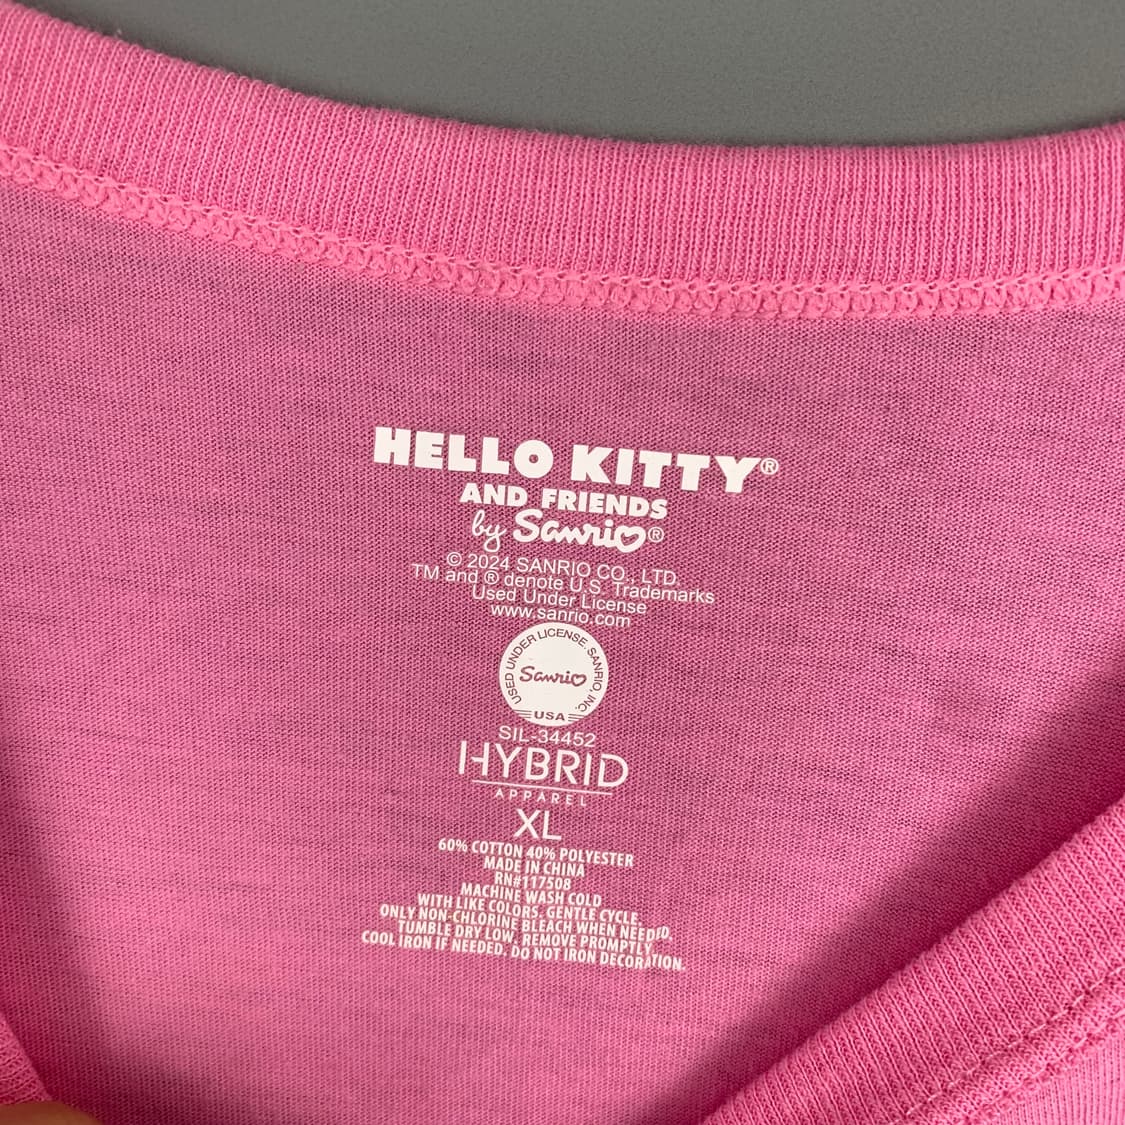 HELLO KITTY®
AND FRIENDS
by Sanrio®
© 2024 SANRIO CO., LTD.
TM and ® denote U.S. Trademarks
Used Under License
www.sanrio.com
USED UNDER LICENSE. SANRIO, INC.
Sanrio
USA
SIL-34452
HYBRID
APPAREL
XL
60% COTTON 40% POLYESTER
MADE IN CHINA
RN#117508
MACHINE WASH COLD
WITH LIKE COLORS, GENTLE CYCLE.
ONLY NON-CHLORINE BLEACH WHEN NEEDED.
TUMBLE DRY LOW, REMOVE PROMPTLY.
COOL IRON IF NEEDED. DO NOT IRON DECORATION.